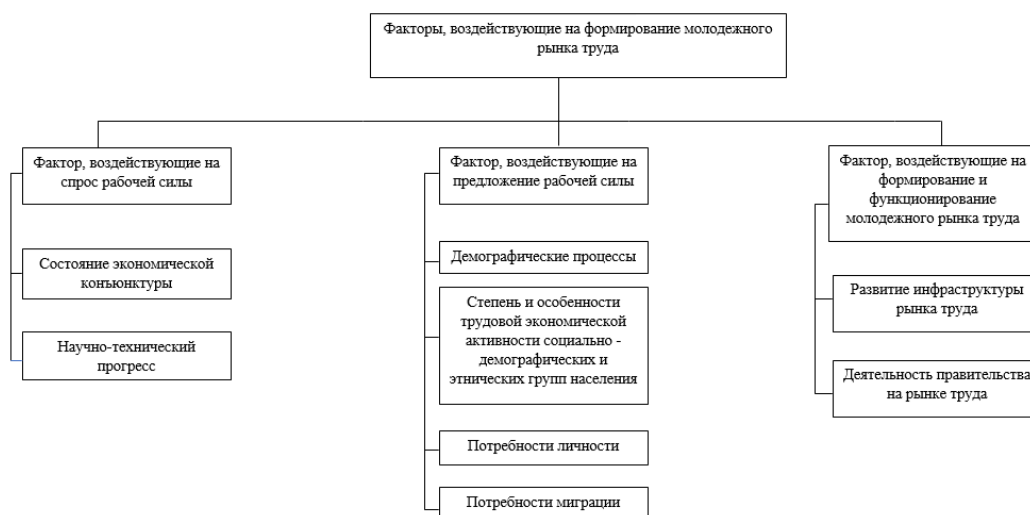 Факторы, воздействующие на формирование молодежного
рынка труда
Фактор, воздействующие на
спрос рабочей силы
Состояние экономической
конъюнктуры
Научно-технический
прогресс
Фактор, воздействующие на
предложение рабочей силы
Демографические процессы
Степень и особенности
трудовой экономической
активности социально -
демографических и
этнических групп населения
Потребности личности
Потребности миграции
Фактор, воздействующие на
формирование и
функционирование
молодежного рынка труда
Развитие инфраструктуры
рынка труда
Деятельность правительства
на рынке труда